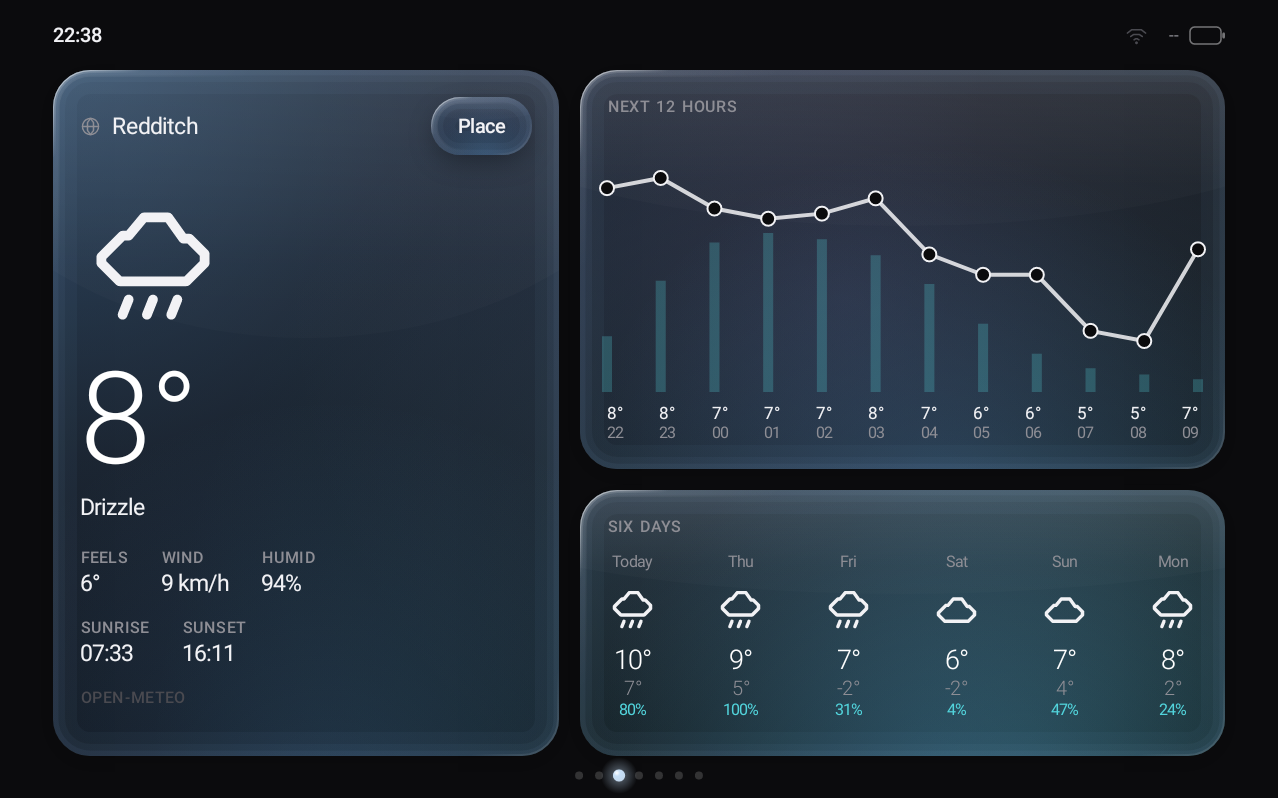 22:38
--
Redditch
Place
8°
Drizzle
FEELS WIND HUMID
6° 9 km/h 94%
SUNRISE SUNSET
07:33 16:11
OPEN-METEO
NEXT 12 HOURS
8° 8° 7° 7° 7° 8° 7° 6° 6° 5° 5° 7°
22 23 00 01 02 03 04 05 06 07 08 09
SIX DAYS
Today Thu Fri Sat Sun Mon
10° 9° 7° 6° 7° 8°
7° 5° -2° -2° 4° 2°
80% 100% 31% 4% 47% 24%